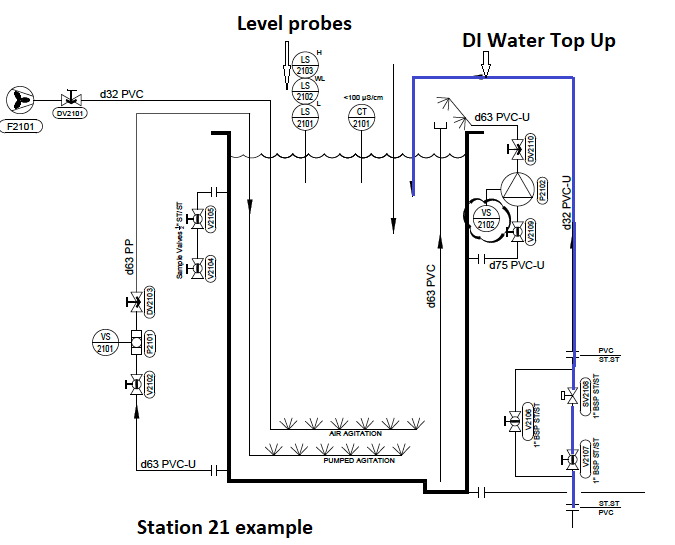 Level probes
DI Water Top Up
H
LS
2103
WL
LS
2102
L
LS
2101
<100 µS/cm
CT
2101
d32 PVC
F2101
DV2101
d63 PVC-U
DV2110
P2102
VS
2102
V2109
d75 PVC-U
d32 PVC-U
Sample Valves ½" ST/ST
V2105
V2104
d63 PP
DV2103
VS
2101
P2101
V2102
d63 PVC-U
d63 PVC
AIR AGITATION
PUMPED AGITATION
PVC
ST.ST
SV2108
1" BSP ST/ST
V2106
1" BSP ST/ST
V2107
1" BSP ST/ST
ST.ST
PVC
Station 21 example